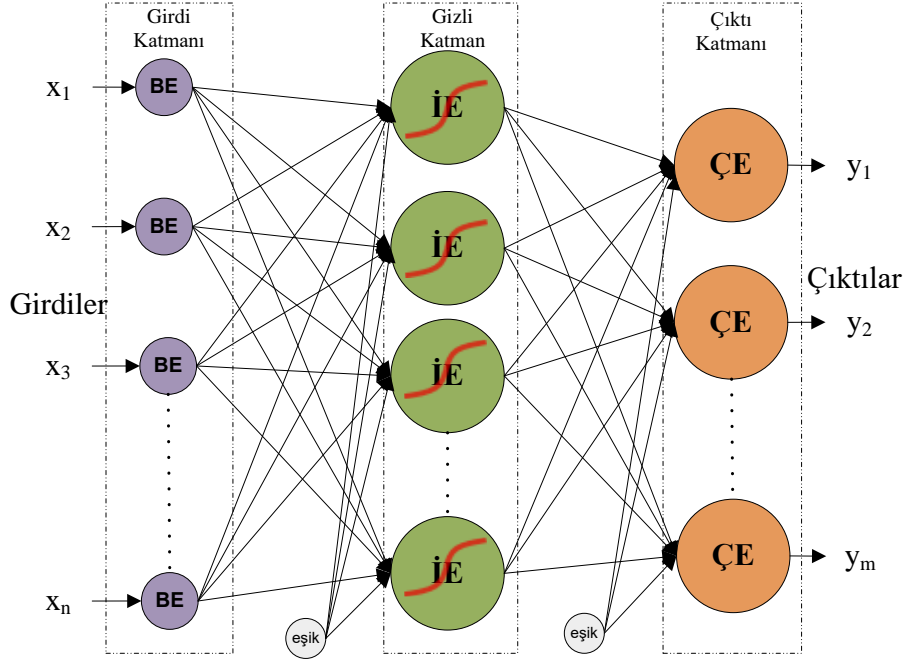 Girdi
Katmanı
Gizli
Katman
Çıktı
Katmanı
x1
BE
İE
ÇE
y1
x2
BE
İE
Girdiler
Çıktılar
ÇE
y2
x3
BE
İE
xn
BE
İE
ÇE
ym
eşik
eşik